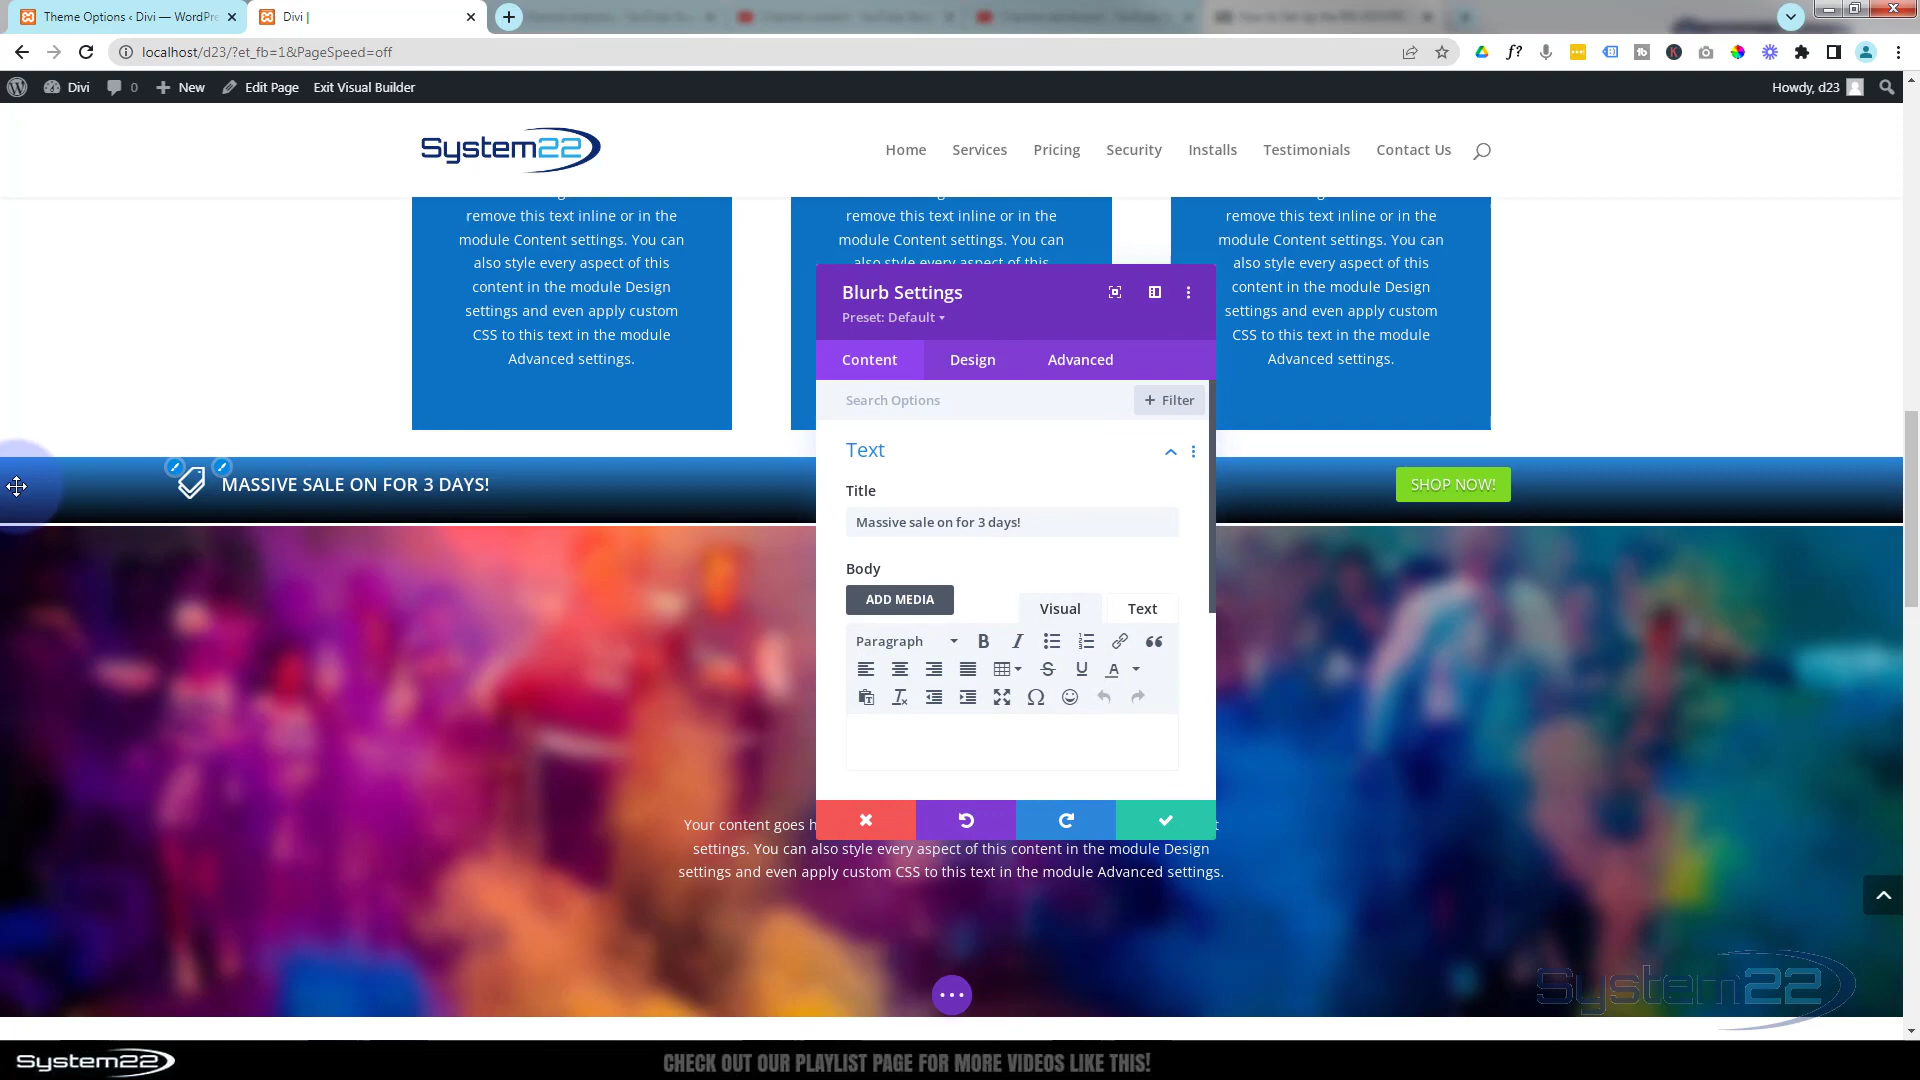 Theme Options ‹ Divi — WordPre
Divi |
localhost/d23/?et_fb=1&PageSpeed=off
Divi
0
New
Edit Page
Exit Visual Builder
Howdy, d23
System22
Home
Services
Pricing
Security
Installs
Testimonials
Contact Us
remove this text inline or in the
module Content settings. You can
also style every aspect of this
content in the module Design
settings and even apply custom
CSS to this text in the module
Advanced settings.
remove this text inline or in the
module Content settings. You can
also style every aspect of this
remove this text inline or in the
module Content settings. You can
also style every aspect of this
content in the module Design
settings and even apply custom
CSS to this text in the module
Advanced settings.
Blurb Settings
Preset: Default
Content
Design
Advanced
Search Options
+ Filter
Text
Title
Massive sale on for 3 days!
Body
ADD MEDIA
Visual
Text
Paragraph
MASSIVE SALE ON FOR 3 DAYS!
SHOP NOW!
Your content goes h
settings. You can also style every aspect of this content in the module Design
settings and even apply custom CSS to this text in the module Advanced settings.
System22
System22
CHECK OUT OUR PLAYLIST PAGE FOR MORE VIDEOS LIKE THIS!